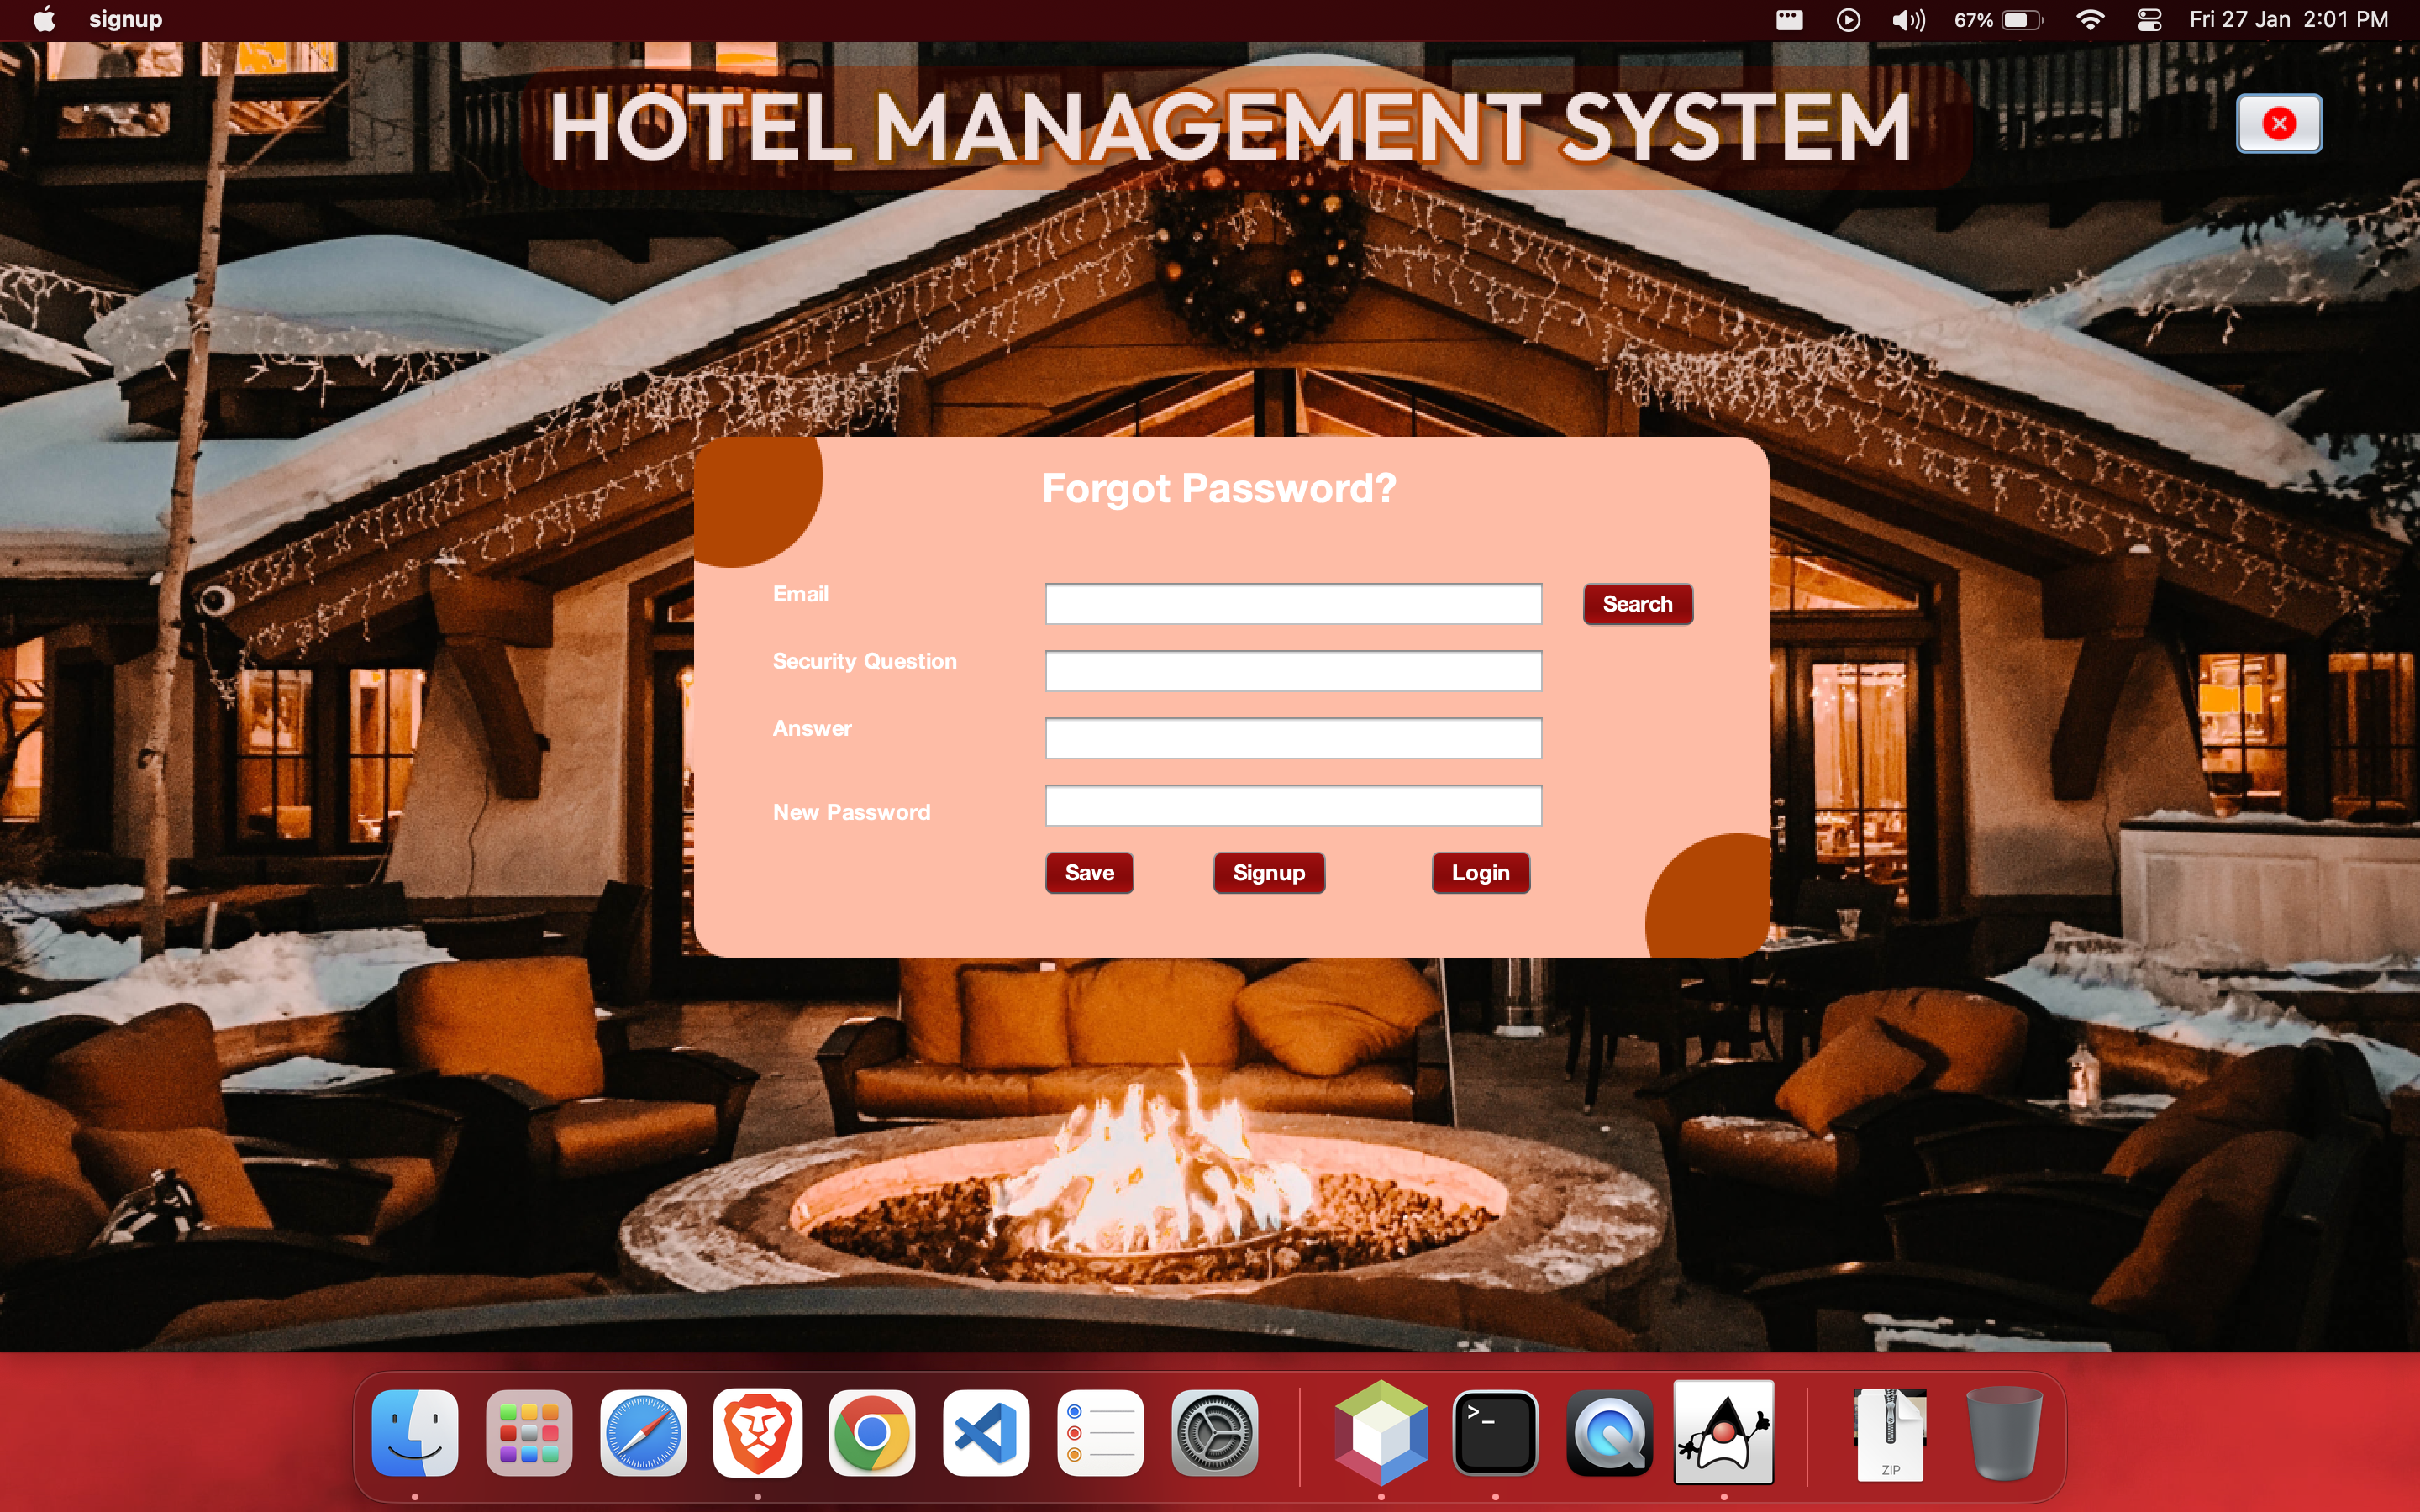 signup
67%
Fri 27 Jan 2:01 PM
HOTEL MANAGEMENT SYSTEM
Forgot Password?
Email
Search
Security Question
Answer
New Password
Save Signup Login
>_
ZIP